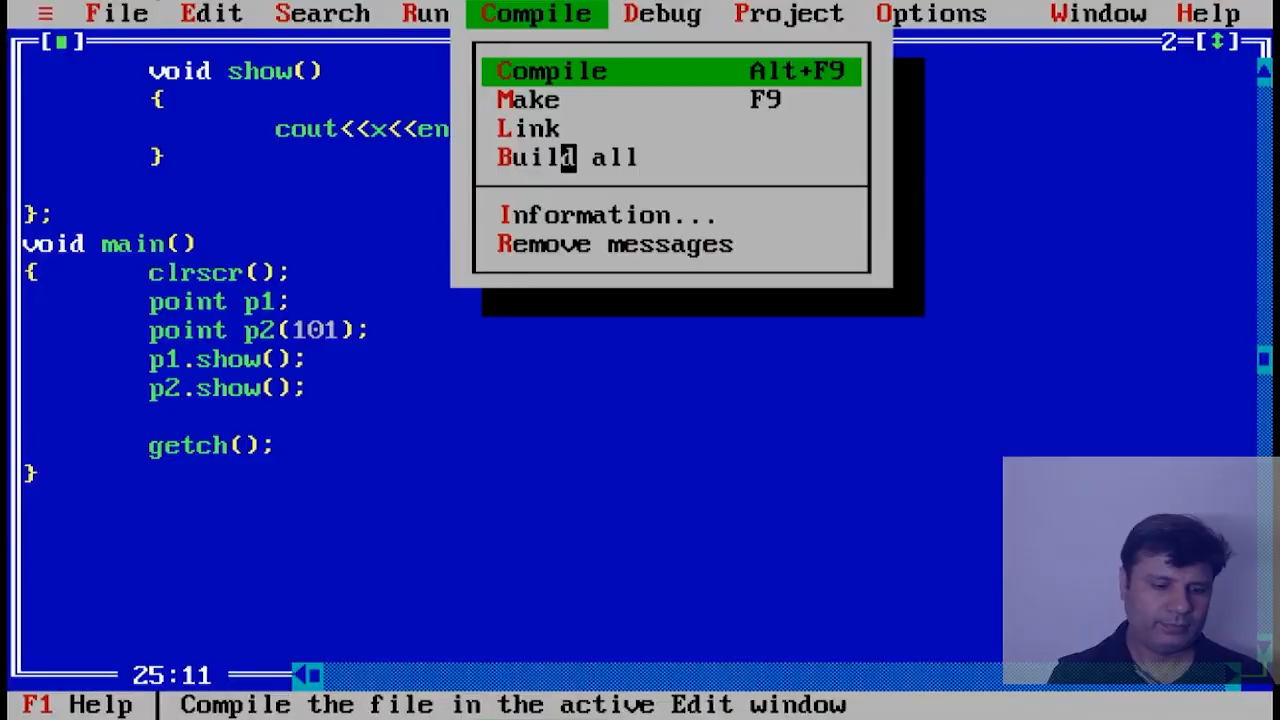 ≡ File Edit Search Run Compile Debug Project Options Window Help
[■] 2=[↕]
void show()
{
cout<<x<<en
}
};
void main()
{ clrscr();
point p1;
point p2(101);
p1.show();
p2.show();
getch();
}
Compile Alt+F9
Make F9
Link
Build all
Information...
Remove messages
25:11
F1 Help │ Compile the file in the active Edit window